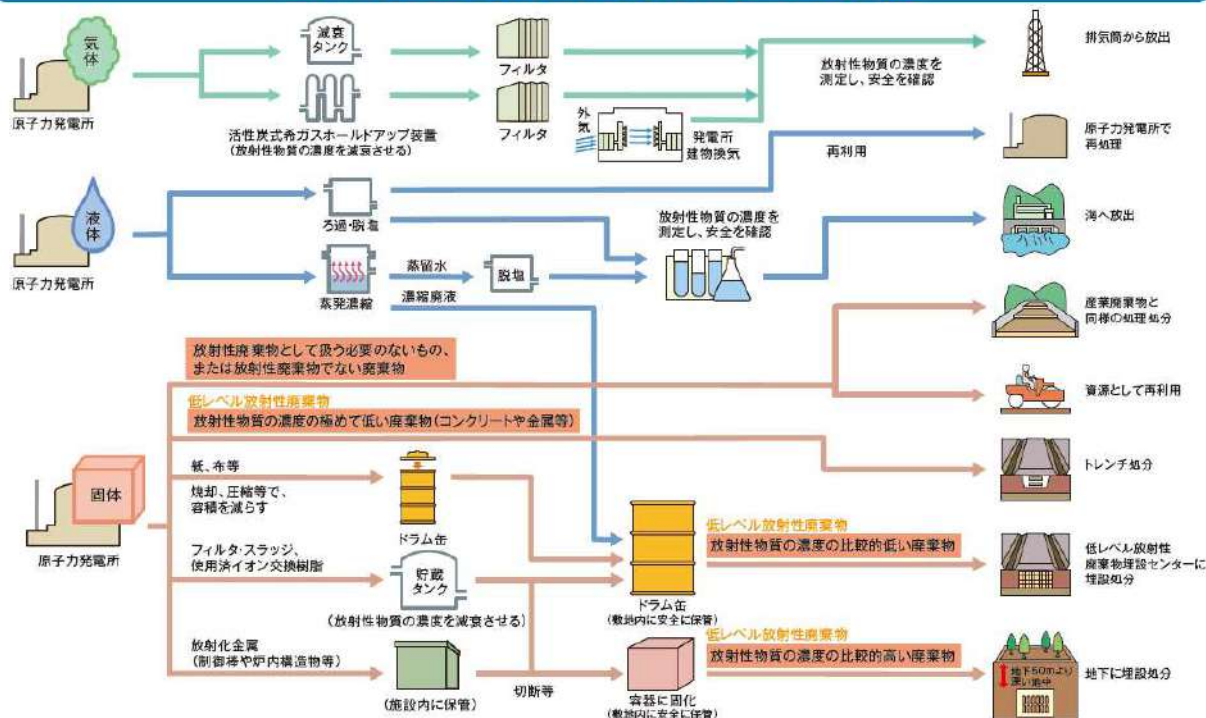 気体
原子力発電所
減衰
タンク
フィルタ
活性炭式希ガスホールドアップ装置
(放射性物質の濃度を減衰させる)
フィルタ
外気
発電所
建物換気
放射性物質の濃度を
測定し、安全を確認
排気筒から放出
液体
原子力発電所
ろ過・脱塩
再利用
原子力発電所で
再処理
蒸発濃縮
蒸留水
濃縮廃液
脱塩
放射性物質の濃度を
測定し、安全を確認
海へ放出
固体
原子力発電所
放射性廃棄物として扱う必要のないもの、
または放射性廃棄物でない廃棄物
産業廃棄物と
同様の処理処分
資源として再利用
低レベル放射性廃棄物
放射性物質の濃度の極めて低い廃棄物(コンクリートや金属等)
トレンチ処分
紙、布等
焼却、圧縮等で、
容積を減らす
ドラム缶
フィルタ・スラッジ、
使用済イオン交換樹脂
貯蔵
タンク
(放射性物質の濃度を減衰させる)
ドラム缶
(敷地内に安全に保管)
低レベル放射性廃棄物
放射性物質の濃度の比較的低い廃棄物
低レベル放射性
廃棄物埋設センターに
埋設処分
放射化金属
(制御棒や炉内構造物等)
(施設内に保管)
切断等
容器に固化
(敷地内に安全に保管)
低レベル放射性廃棄物
放射性物質の濃度の比較的高い廃棄物
地下50mより
深い地中
地下に埋設処分